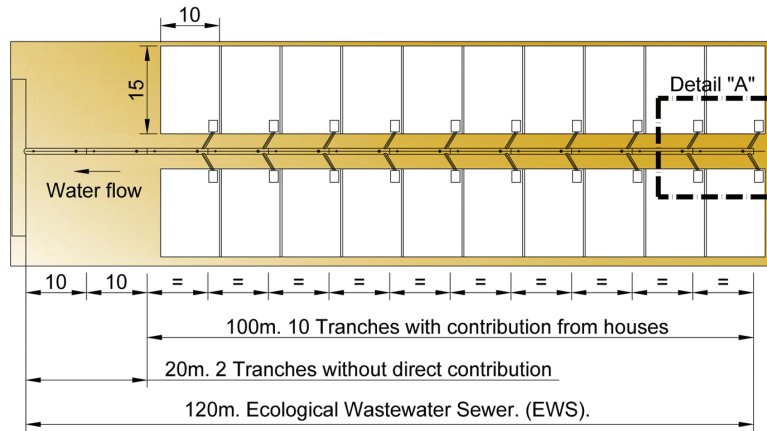 10
15
Detail "A"
Water flow
10 10 = = = = = = = = = =
100m. 10 Tranches with contribution from houses
20m. 2 Tranches without direct contribution
120m. Ecological Wastewater Sewer. (EWS).